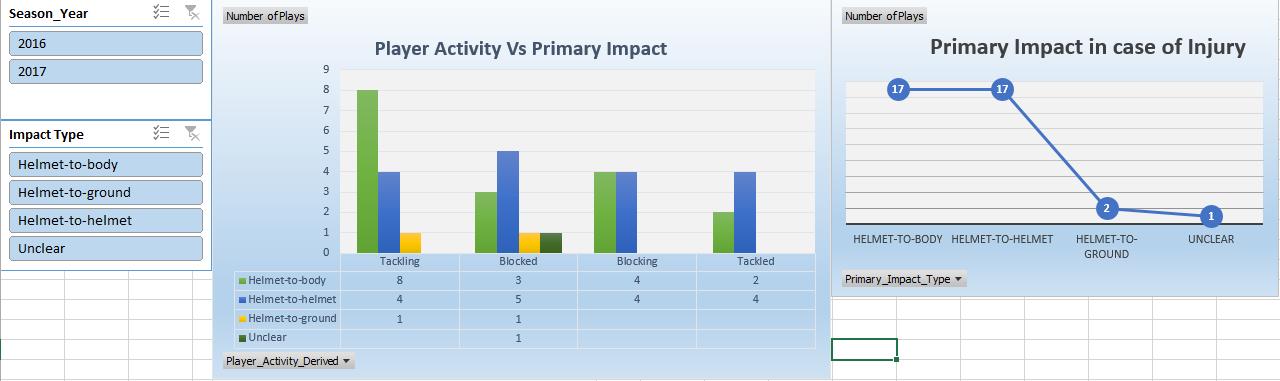 Season_Year
2016
2017
Impact Type
Helmet-to-body
Helmet-to-ground
Helmet-to-helmet
Unclear
Number of Plays
Player Activity Vs Primary Impact
9
8
7
6
5
4
3
2
1
0
Tackling Blocked Blocking Tackled
Helmet-to-body 8 3 4 2
Helmet-to-helmet 4 5 4 4
Helmet-to-ground 1 1
Unclear 1
Player_Activity_Derived
Number of Plays
Primary Impact in case of Injury
17 17 2 1
HELMET-TO-BODY HELMET-TO-HELMET HELMET-TO- UNCLEAR
GROUND
Primary_Impact_Type